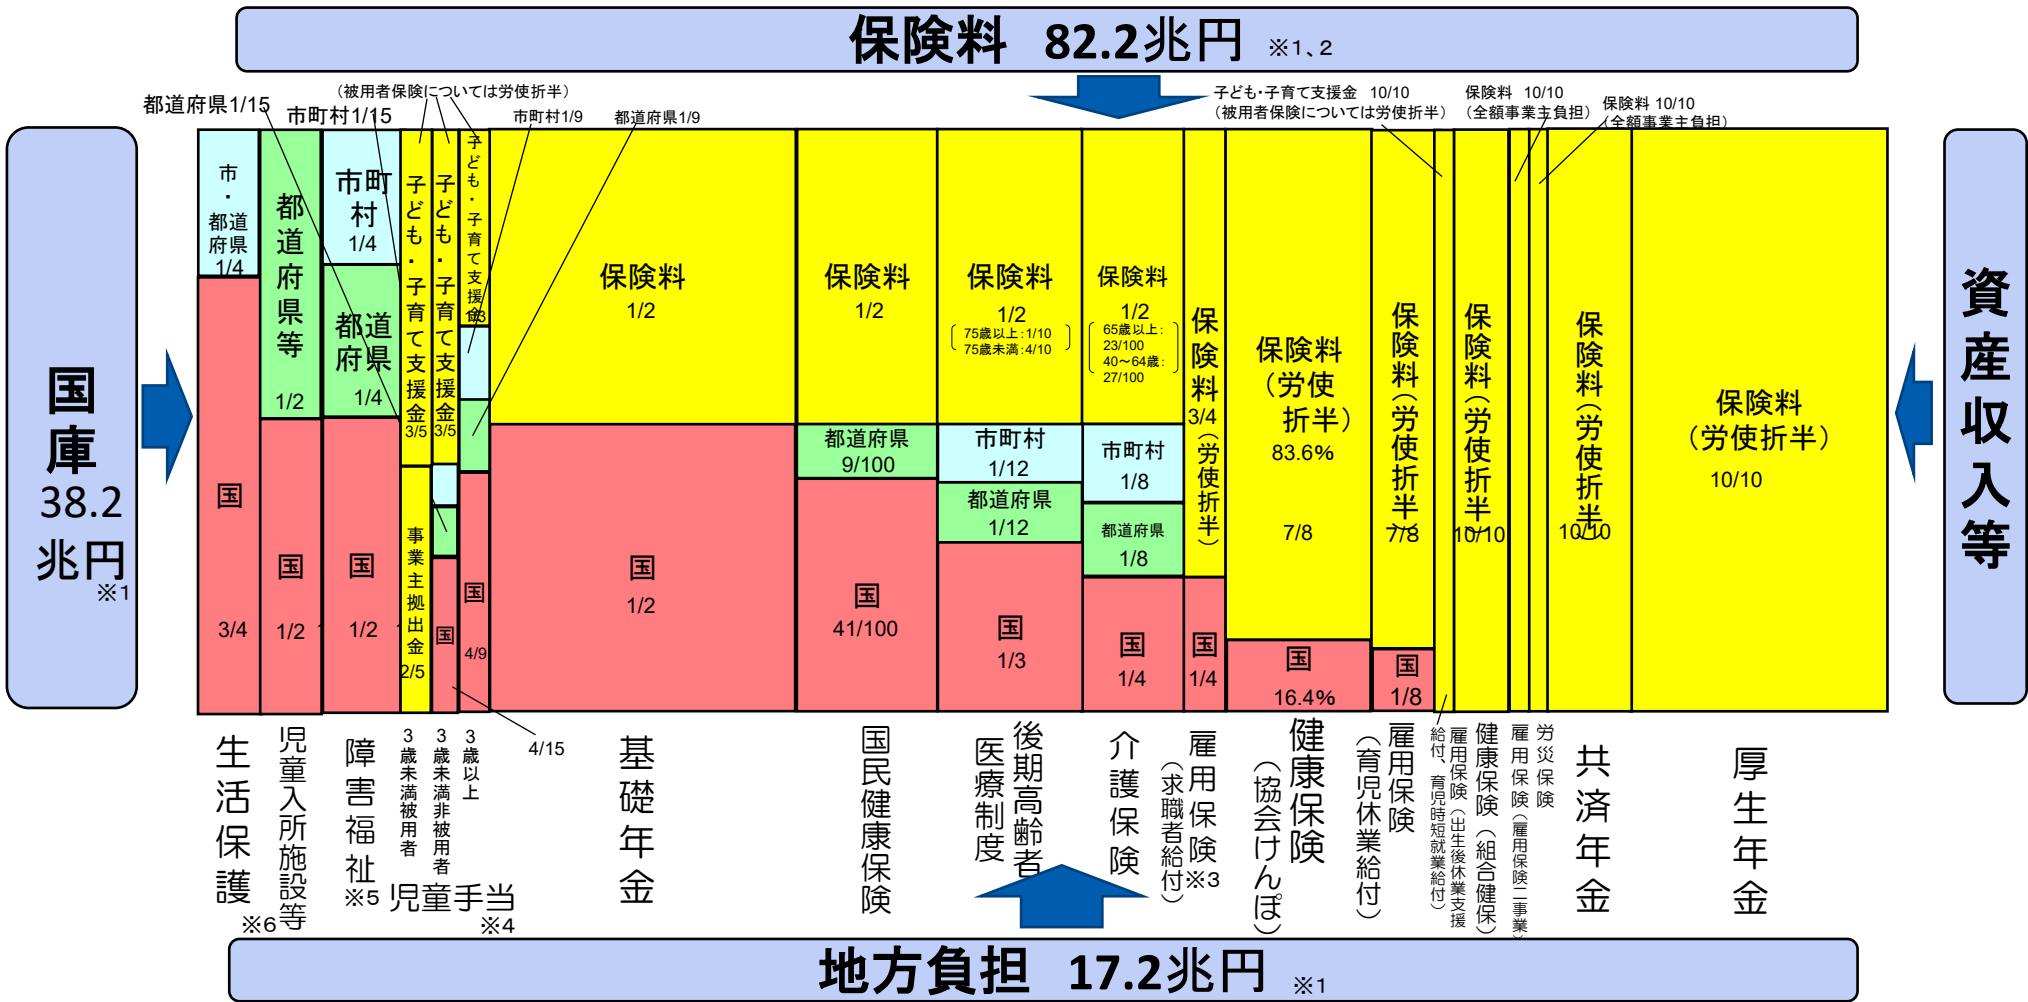 保険料 82.2兆円 ※1、2
都道府県1/15
市町村1/15
（被用者保険については労使折半）
市町村1/9
都道府県1/9
子ども・子育て支援金 10/10
（被用者保険については労使折半）
保険料 10/10
（全額事業主負担）
保険料 10/10
（全額事業主負担）
国庫
38.2
兆円
※1
資産収入等
市・都道府県
1/4
国
3/4
都道府県等
1/2
国
1/2
市町村
1/4
都道府県
1/4
国
1/2
子ども・子育て支援金
3/5
事業主拠出金
2/5
子ども・子育て支援金
3/5
国
4/15
子ども・子育て支援金
1/3
国
4/9
保険料
1/2
国
1/2
保険料
1/2
都道府県
9/100
国
41/100
保険料
1/2
75歳以上：1/10
75歳未満：4/10
市町村
1/12
都道府県
1/12
国
1/3
保険料
1/2
65歳以上：
23/100
40～64歳：
27/100
市町村
1/8
都道府県
1/8
国
1/4
保険料
3/4
（労使折半）
国
1/4
保険料
（労使
折半）
83.6%
7/8
国
16.4%
保険料（労使折半）
7/8
国
1/8
保険料（労使折半）
10/10
保険料（労使折半）
10/10
保険料
（労使折半）
10/10
生活保護
※6
児童入所施設等
障害福祉
※5
3歳未満被用者
3歳未満非被用者
3歳以上
児童手当
※4
基礎年金
国民健康保険
後期高齢者
医療制度
介護保険
雇用保険
（求職者給付）
※3
健康保険
（協会けんぽ）
雇用保険
（育児休業給付）
雇用保険（出生後休業支援
給付、育児時短就業給付）
健康保険（組合健保）
雇用保険（雇用保険二事業）
労災保険
共済年金
厚生年金
地方負担 17.2兆円 ※1